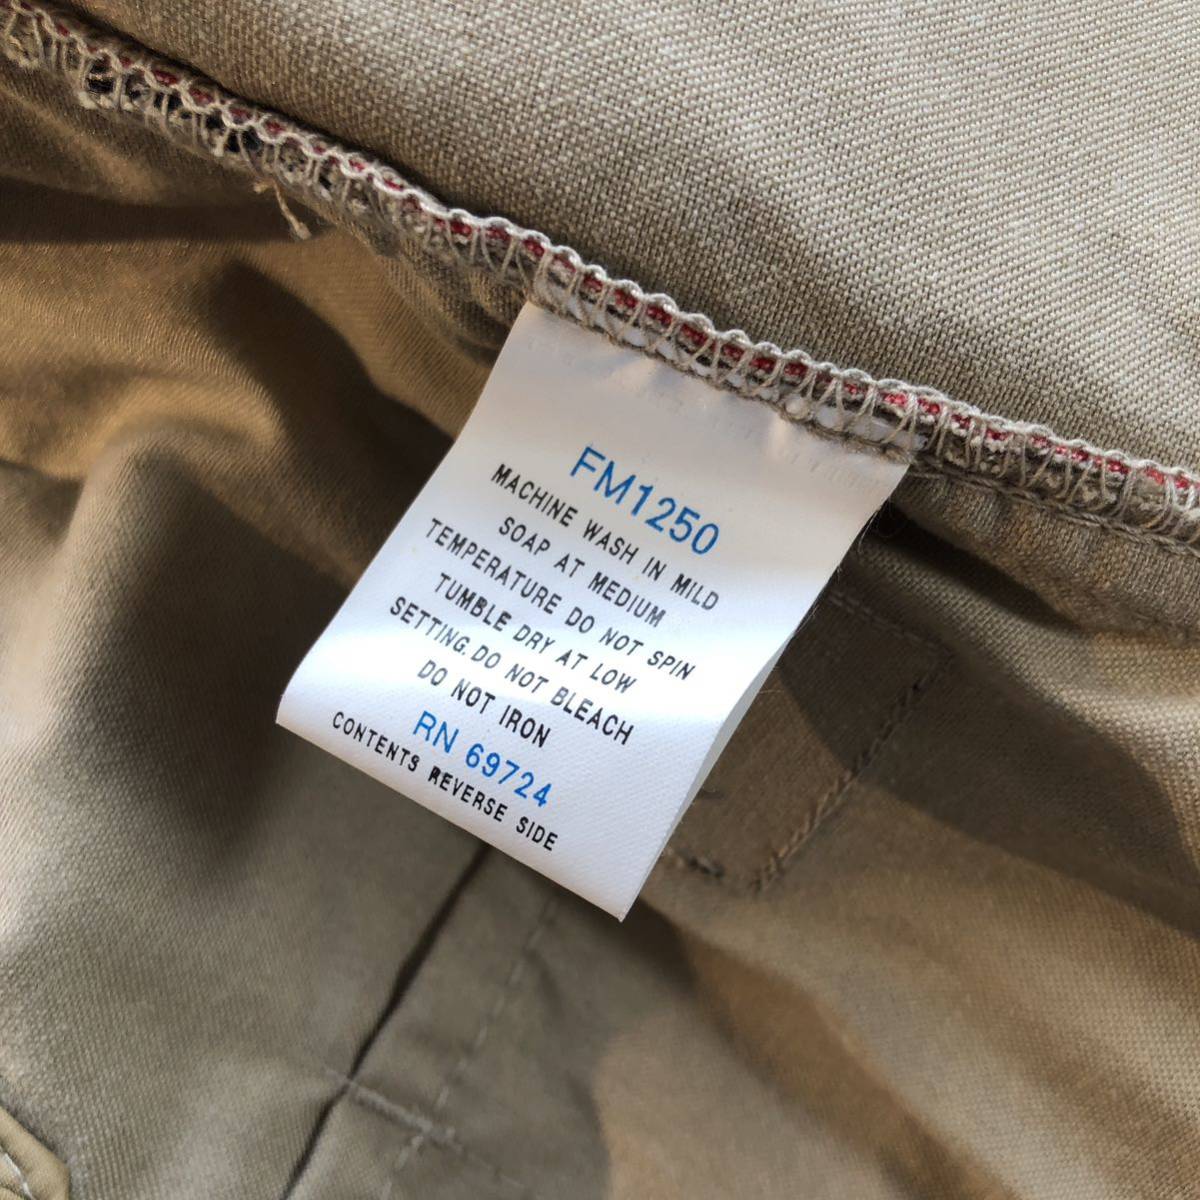 FM1250
MACHINE WASH IN MILD
SOAP AT MEDIUM
TEMPERATURE DO NOT SPIN
TUMBLE DRY AT LOW
SETTING. DO NOT BLEACH
DO NOT IRON
RN 69724
CONTENTS REVERSE SIDE